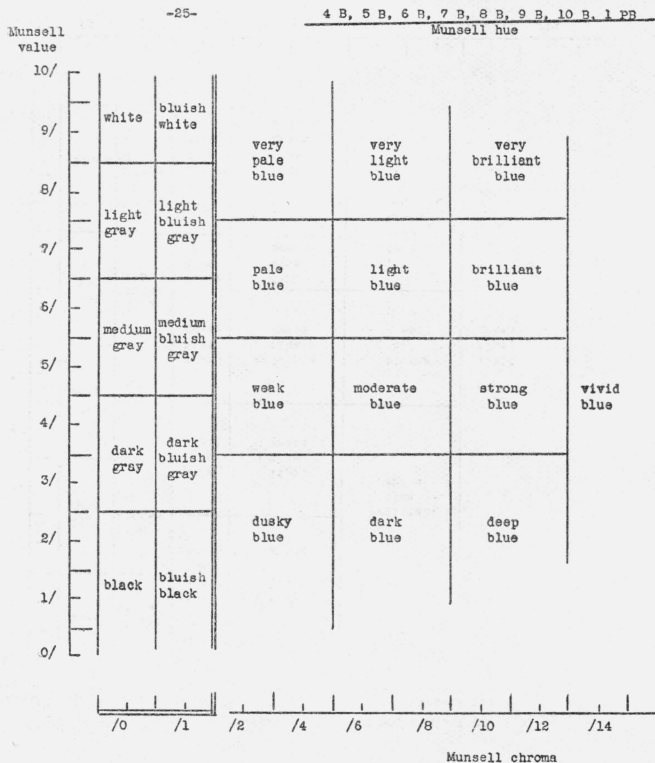 -25-
4 B, 5 B, 6 B, 7 B, 8 B, 9 B, 10 B, 1 PB
Munsell hue
Munsell
value
10/
9/
8/
7/
6/
5/
4/
3/
2/
1/
0/
white
bluish
white
light
gray
light
bluish
gray
medium
gray
medium
bluish
gray
dark
gray
dark
bluish
gray
black
bluish
black
very
pale
blue
very
light
blue
very
brilliant
blue
pale
blue
light
blue
brilliant
blue
weak
blue
moderate
blue
strong
blue
vivid
blue
dusky
blue
dark
blue
deep
blue
/0 /1 /2 /4 /6 /8 /10 /12 /14
Munsell chroma